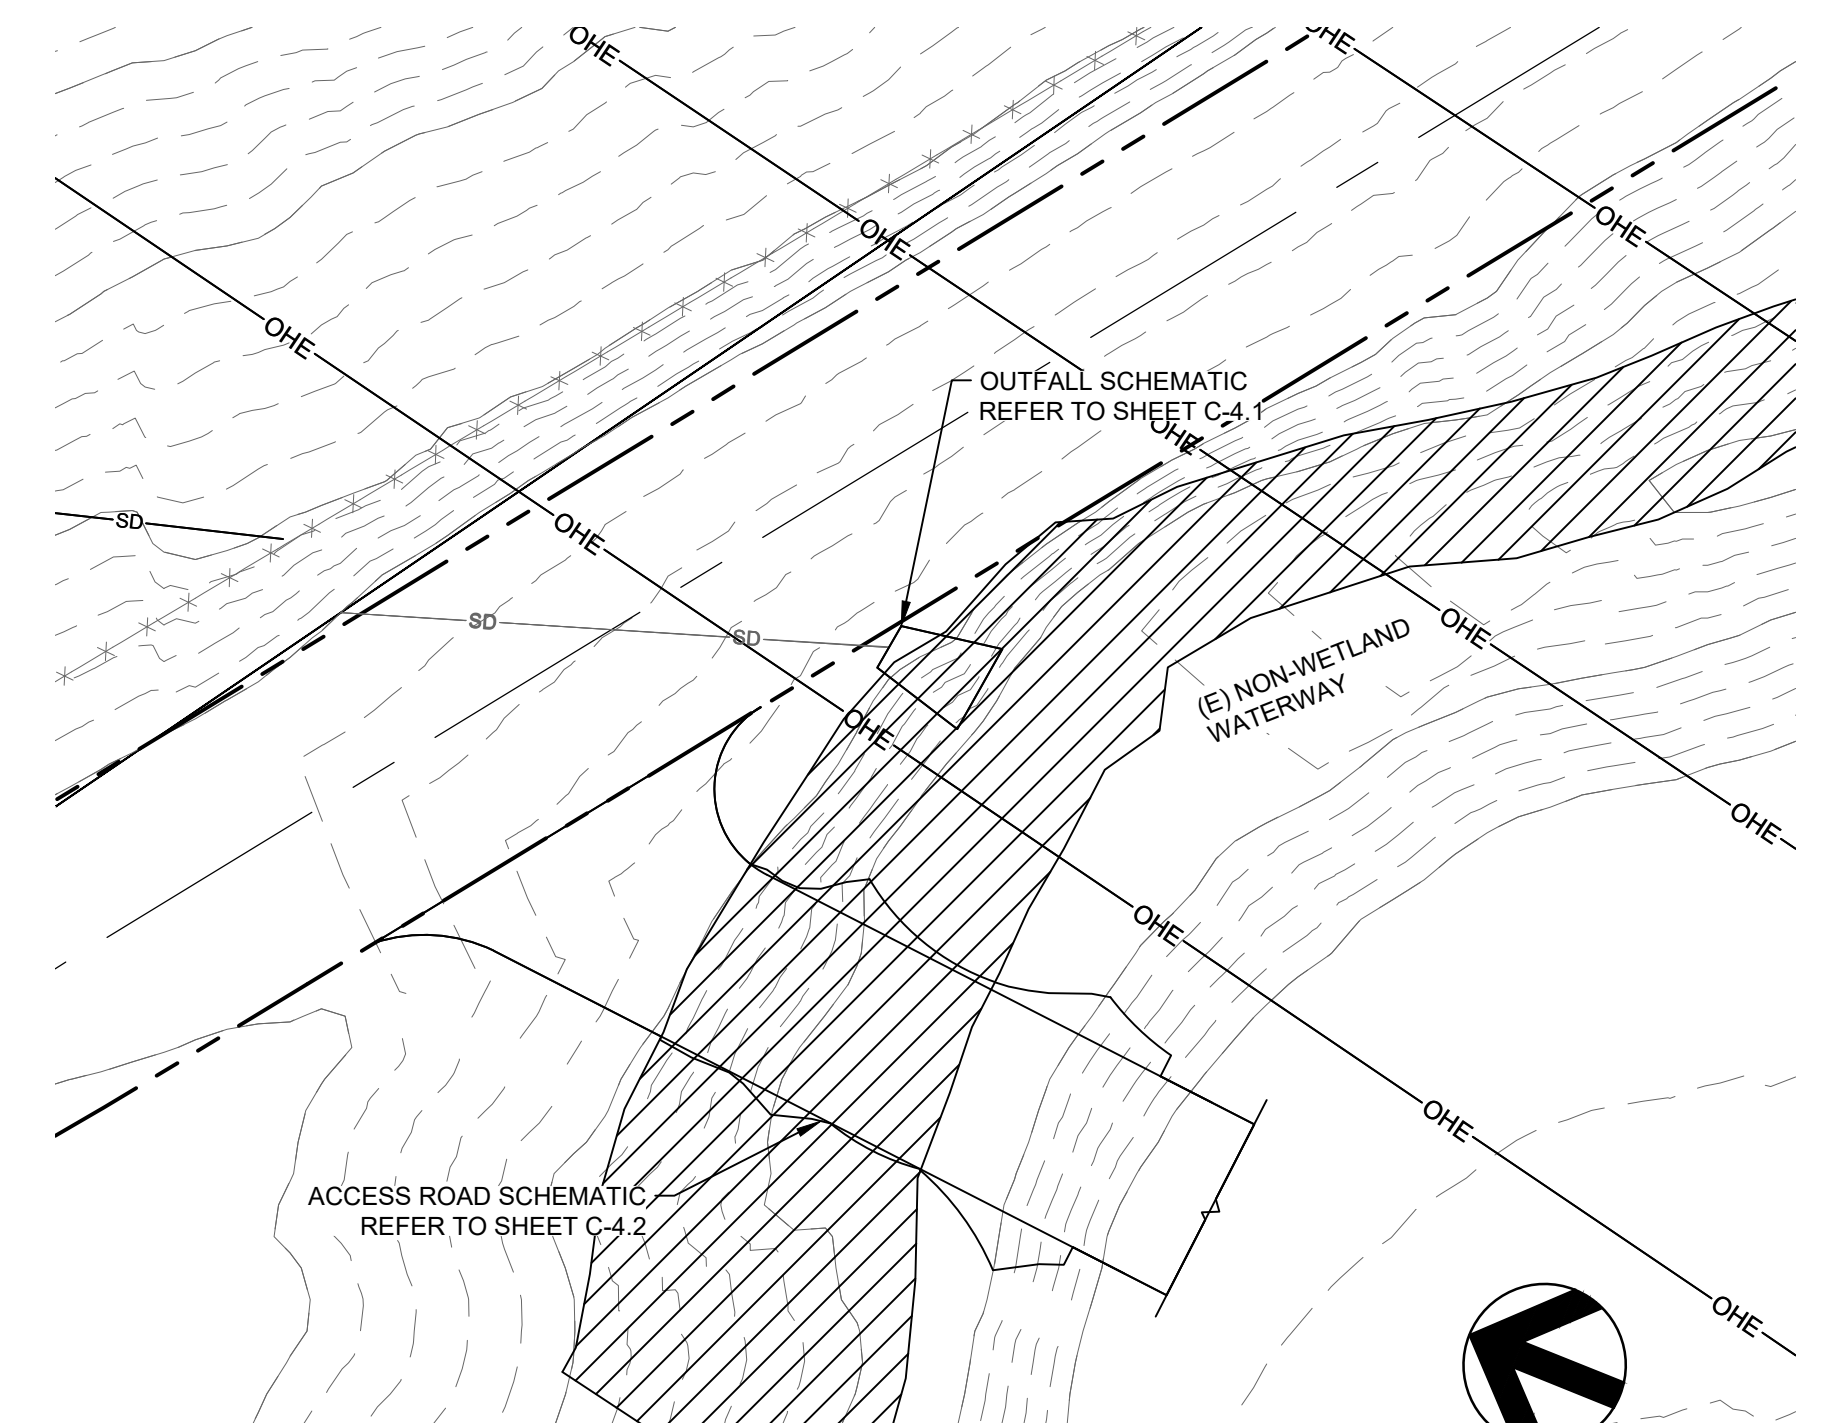 OHE
OHE
OHE
OHE
OHE
OUTFALL SCHEMATIC
REFER TO SHEET C-4.1
OHE
SD
OHE
SD
SD
OHE
(E) NON-WETLAND
WATERWAY
OHE
OHE
OHE
OHE
ACCESS ROAD SCHEMATIC
REFER TO SHEET C-4.2
OHE